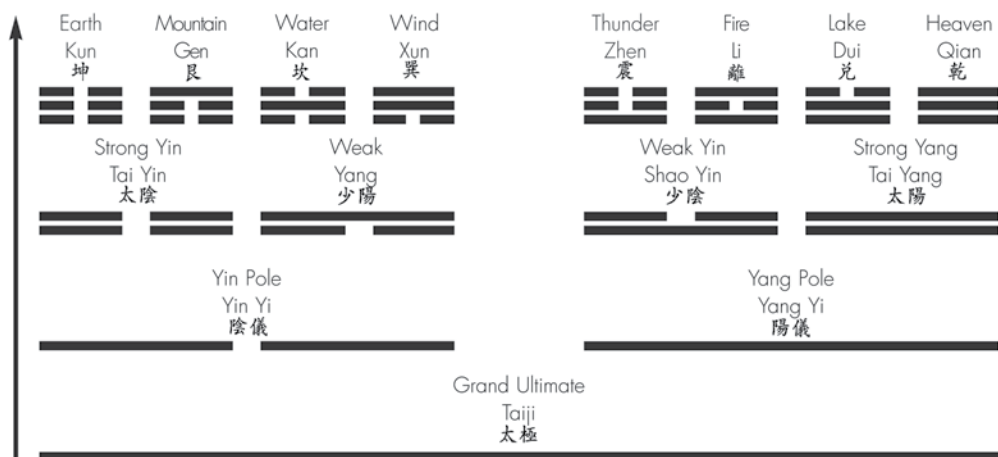 Earth Mountain Water Wind Thunder Fire Lake Heaven
Kun Gen Kan Xun Zhen Li Dui Qian
坤 艮 坎 巽 震 離 兌 乾
Strong Yin Weak Weak Yin Strong Yang
Tai Yin Yang Shao Yin Tai Yang
太陰 少陽 少陰 太陽
Yin Pole Yang Pole
Yin Yi Yang Yi
陰儀 陽儀
Grand Ultimate
Taiji
太極